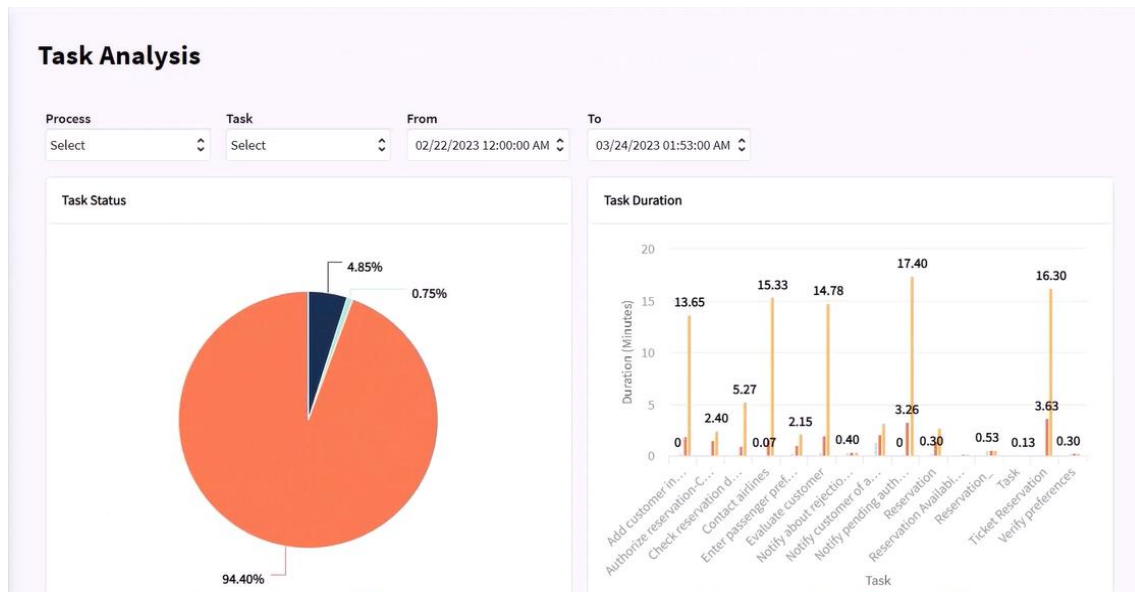 Task Analysis
Process
Task
From
To
Select
Select
02/22/2023 12:00:00 AM
03/24/2023 01:53:00 AM
Task Status
4.85%
0.75%
94.40%
Task Duration
Duration (Minutes)
20
15
10
5
0
13.65
15.33
14.78
17.40
16.30
0
2.40
5.27
0.07
2.15
0.40
3.26
0
0.30
0.53
0.13
3.63
0.30
Add customer in...
Authorize reservation-C...
Check reservation d...
Contact airlines
Enter passenger pref...
Evaluate customer
Notify about rejectio...
Notify customer of a...
Notify pending auth...
Reservation
Reservation Availabi...
Reservation_
Task
Ticket Reservation
Verify preferences
Task